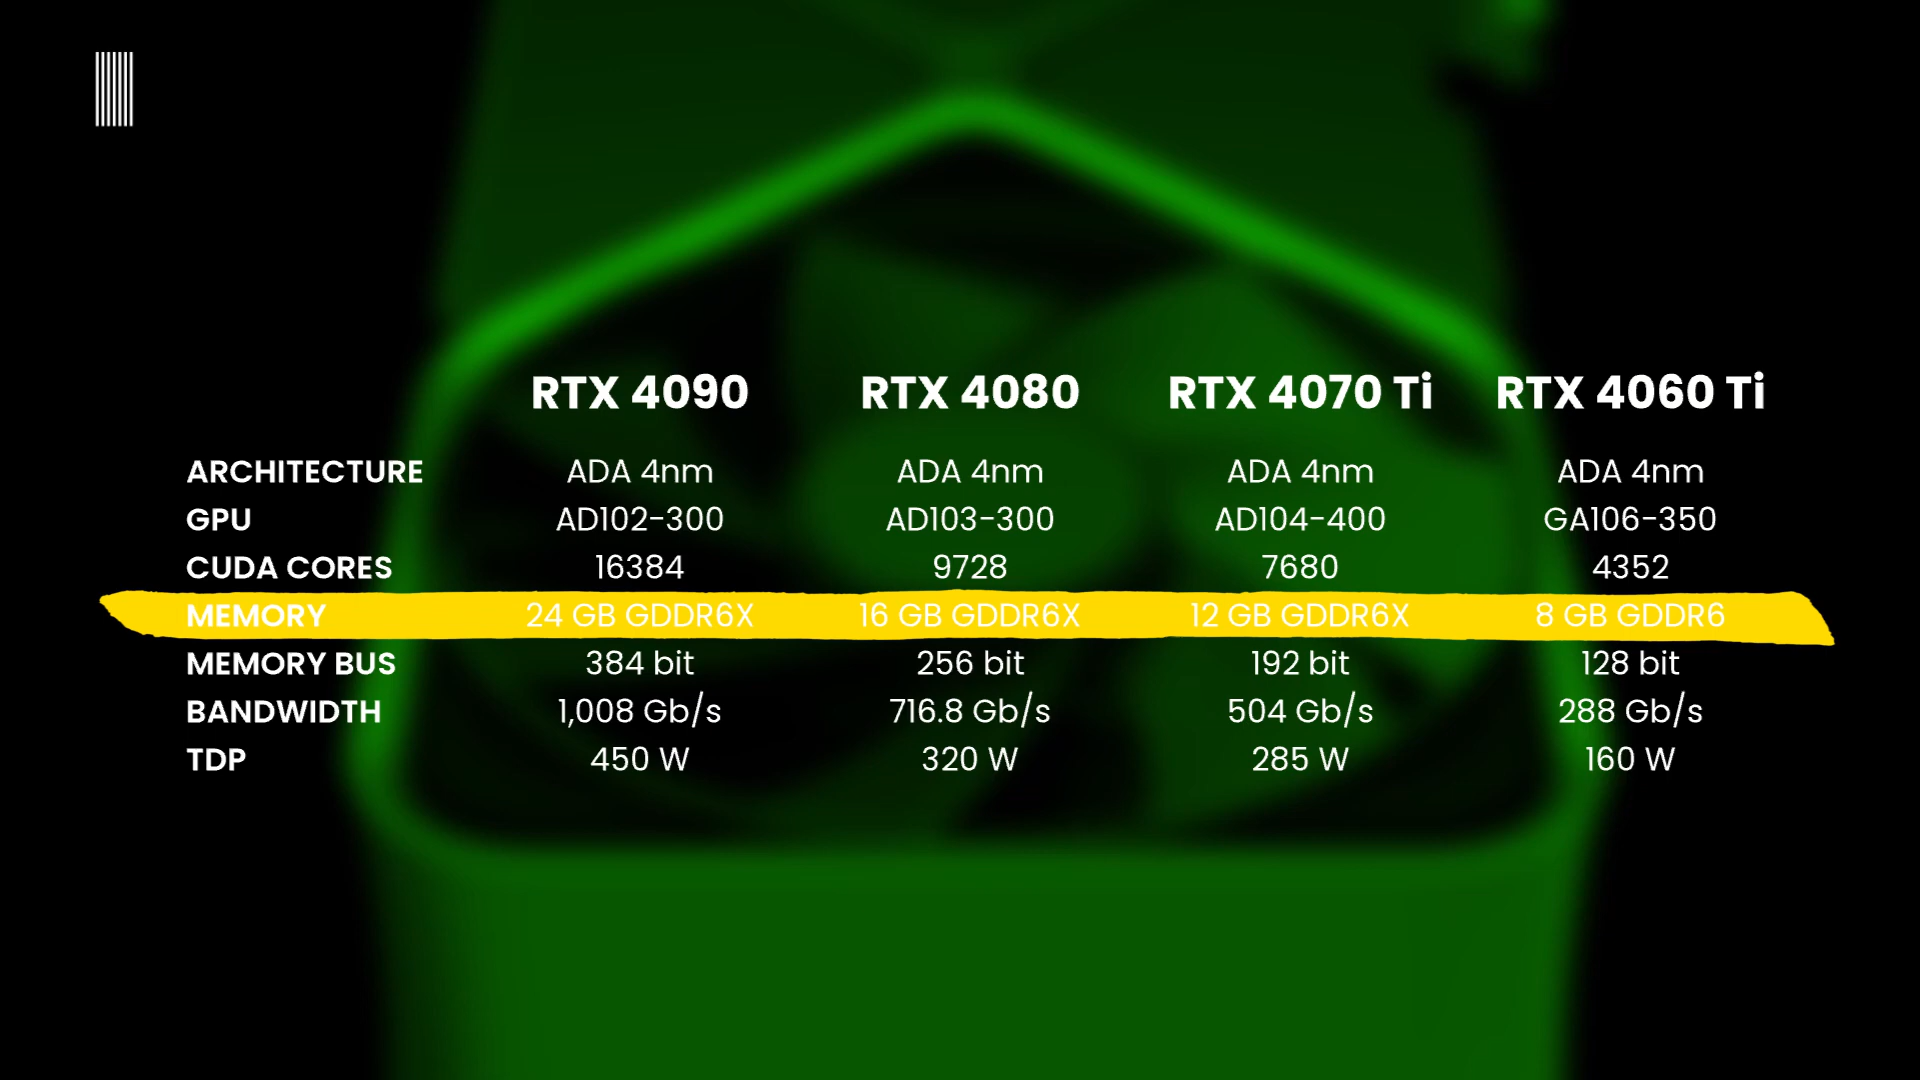 RTX 4090 RTX 4080 RTX 4070 Ti RTX 4060 Ti
ARCHITECTURE ADA 4nm ADA 4nm ADA 4nm ADA 4nm
GPU AD102-300 AD103-300 AD104-400 GA106-350
CUDA CORES 16384 9728 7680 4352
MEMORY 24 GB GDDR6X 16 GB GDDR6X 12 GB GDDR6X 8 GB GDDR6
MEMORY BUS 384 bit 256 bit 192 bit 128 bit
BANDWIDTH 1,008 Gb/s 716.8 Gb/s 504 Gb/s 288 Gb/s
TDP 450 W 320 W 285 W 160 W